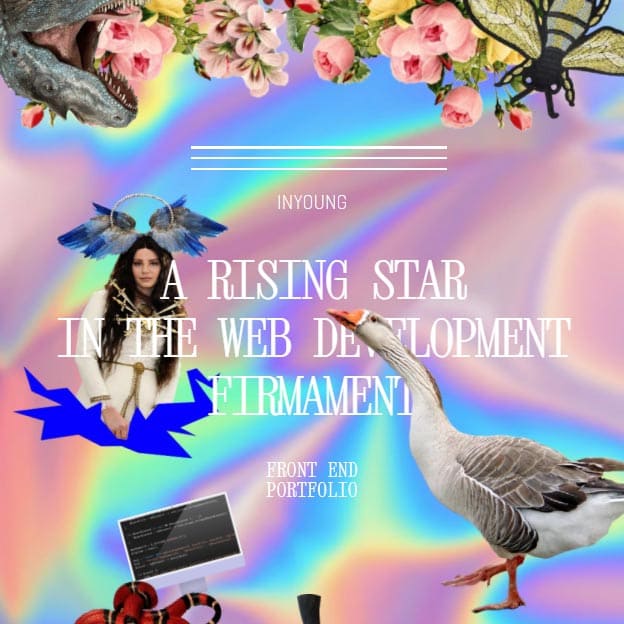 INYOUNG
A RISING STAR
IN THE WEB DEVELOPMENT
FIRMAMENT
FRONT END
PORTFOLIO